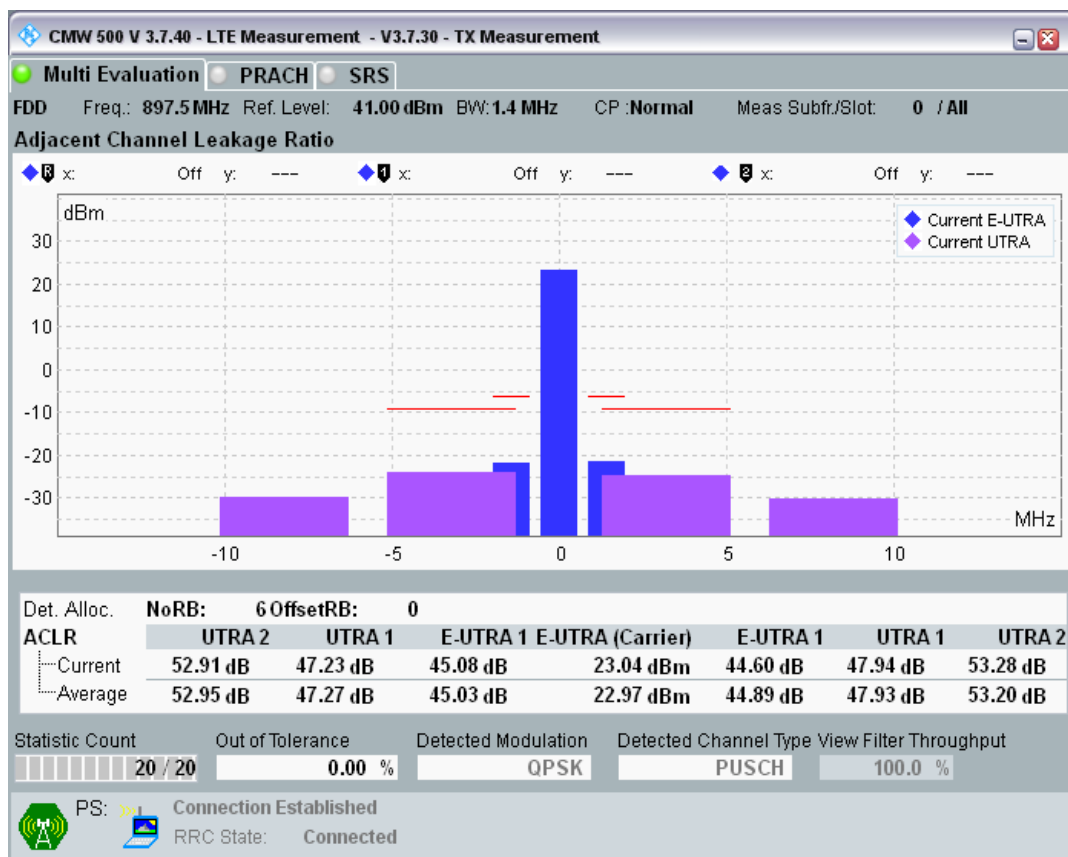 CMW 500 V 3.7.40 - LTE Measurement - V3.7.30 - TX Measurement
Multi Evaluation PRACH SRS
FDD Freq.: 897.5 MHz Ref. Level: 41.00 dBm BW: 1.4 MHz CP :Normal Meas Subfr./Slot: 0 / All
Adjacent Channel Leakage Ratio
R x: Off y: --- 1 x: Off y: --- 2 x: Off y: ---
dBm
Current E-UTRA
Current UTRA
30
20
10
0
-10
-20
-30
MHz
-10 -5 0 5 10
Det. Alloc. NoRB: 6 OffsetRB: 0
ACLR UTRA 2 UTRA 1 E-UTRA 1 E-UTRA (Carrier) E-UTRA 1 UTRA 1 UTRA 2
Current 52.91 dB 47.23 dB 45.08 dB 23.04 dBm 44.60 dB 47.94 dB 53.28 dB
Average 52.95 dB 47.27 dB 45.03 dB 22.97 dBm 44.89 dB 47.93 dB 53.20 dB
Statistic Count Out of Tolerance Detected Modulation Detected Channel Type View Filter Throughput
20 / 20 0.00 % QPSK PUSCH 100.0 %
PS: Connection Established
RRC State: Connected